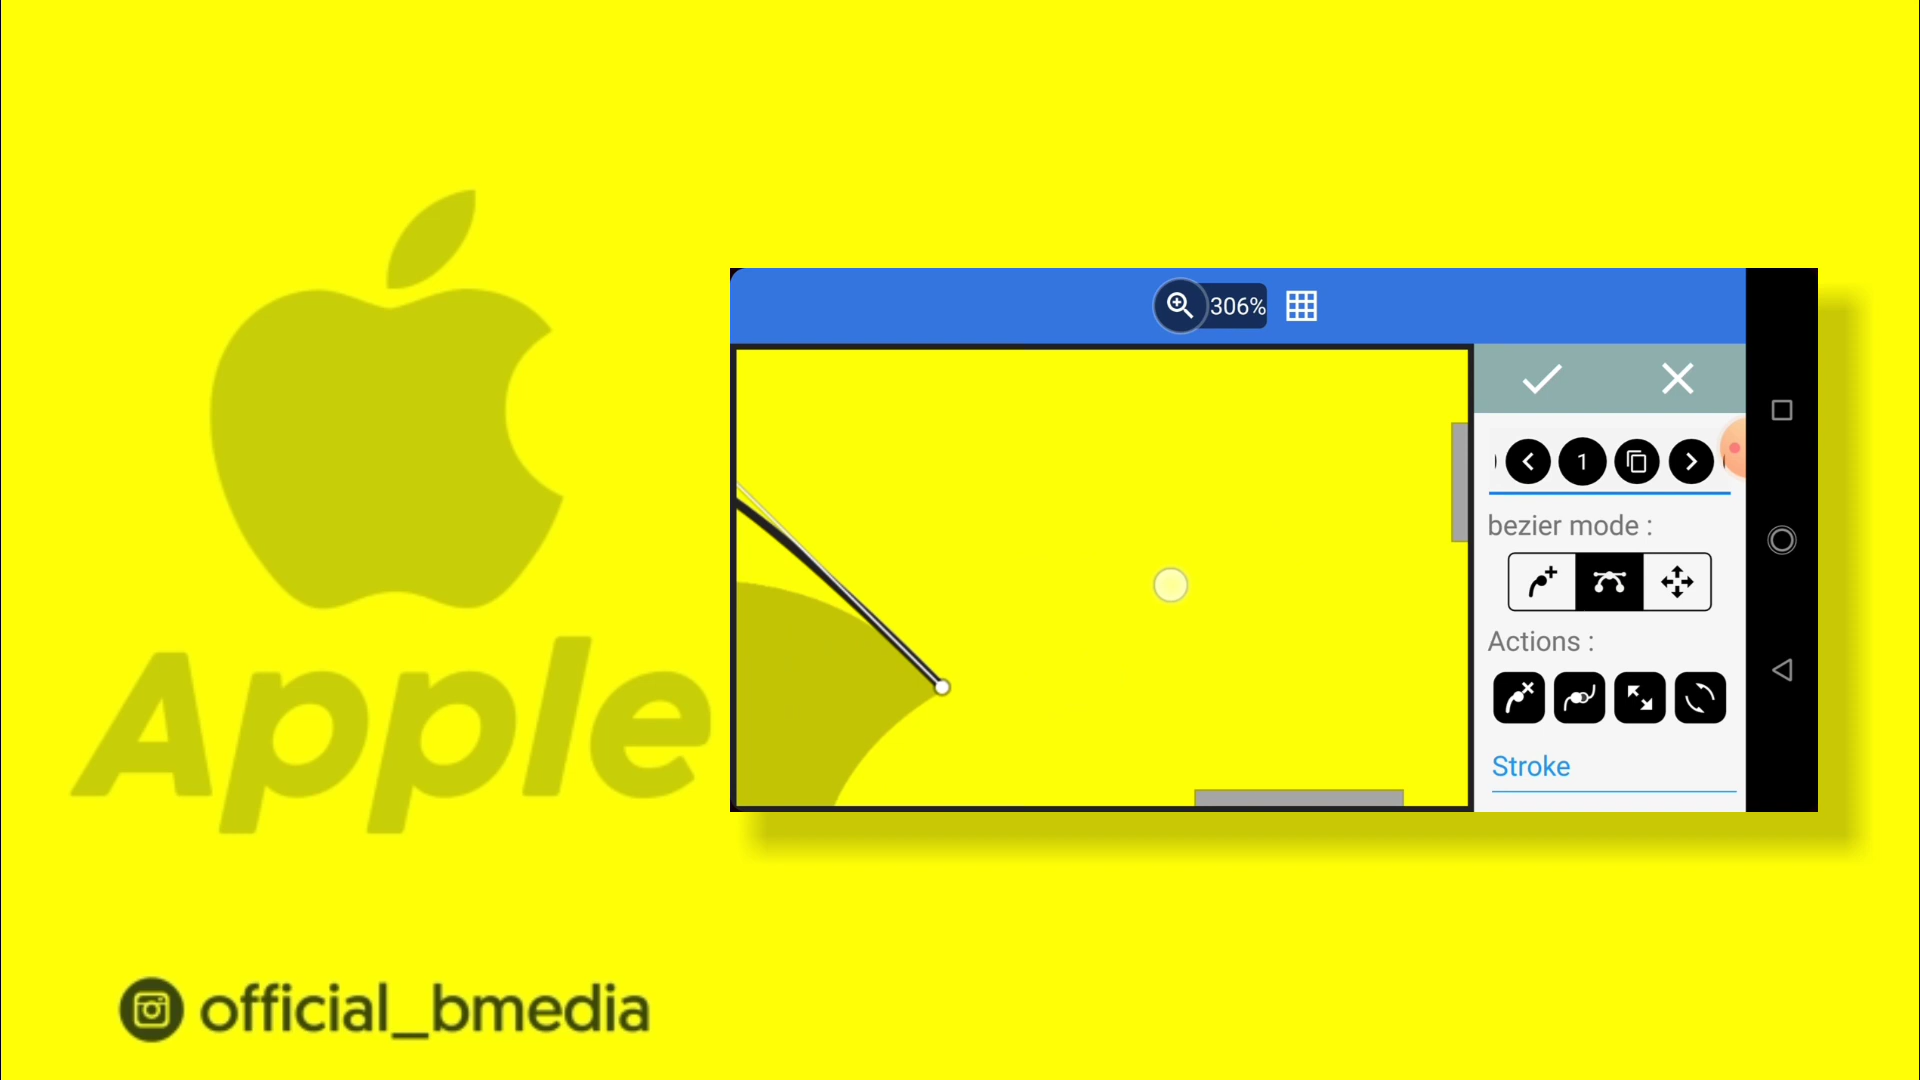 306%
1
bezier mode :
Actions :
Stroke
Apple
official_bmedia